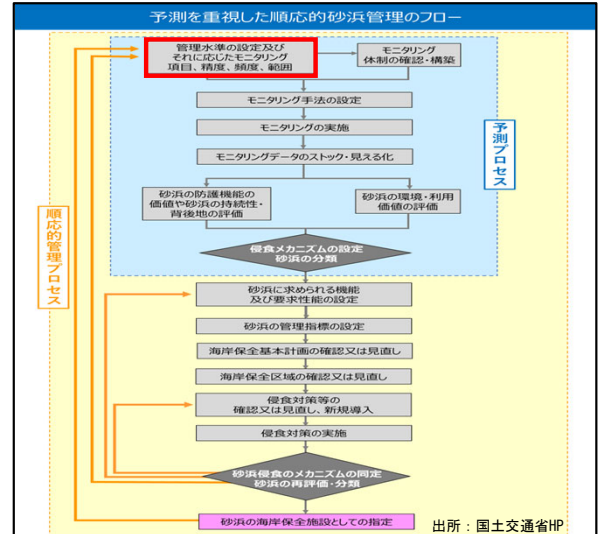 予測を重視した順応的砂浜管理のフロー
管理水準の設定及び
それに応じたモニタリング
項目、精度、頻度、範囲
モニタリング
体制の確認・構築
モニタリング手法の設定
モニタリングの実施
モニタリングデータのストック・見える化
砂浜の防護機能の
価値や砂浜の持続性・
背後地の評価
砂浜の環境・利用
価値の評価
侵食メカニズムの設定
砂浜の分類
予測プロセス
順応的管理プロセス
砂浜に求められる機能
及び要求性能の設定
砂浜の管理指標の設定
海岸保全基本計画の確認又は見直し
海岸保全区域の確認又は見直し
侵食対策等の
確認又は見直し、新規導入
侵食対策の実施
砂浜侵食のメカニズムの同定
砂浜の再評価・分類
砂浜の海岸保全施設としての指定
出所：国土交通省HP